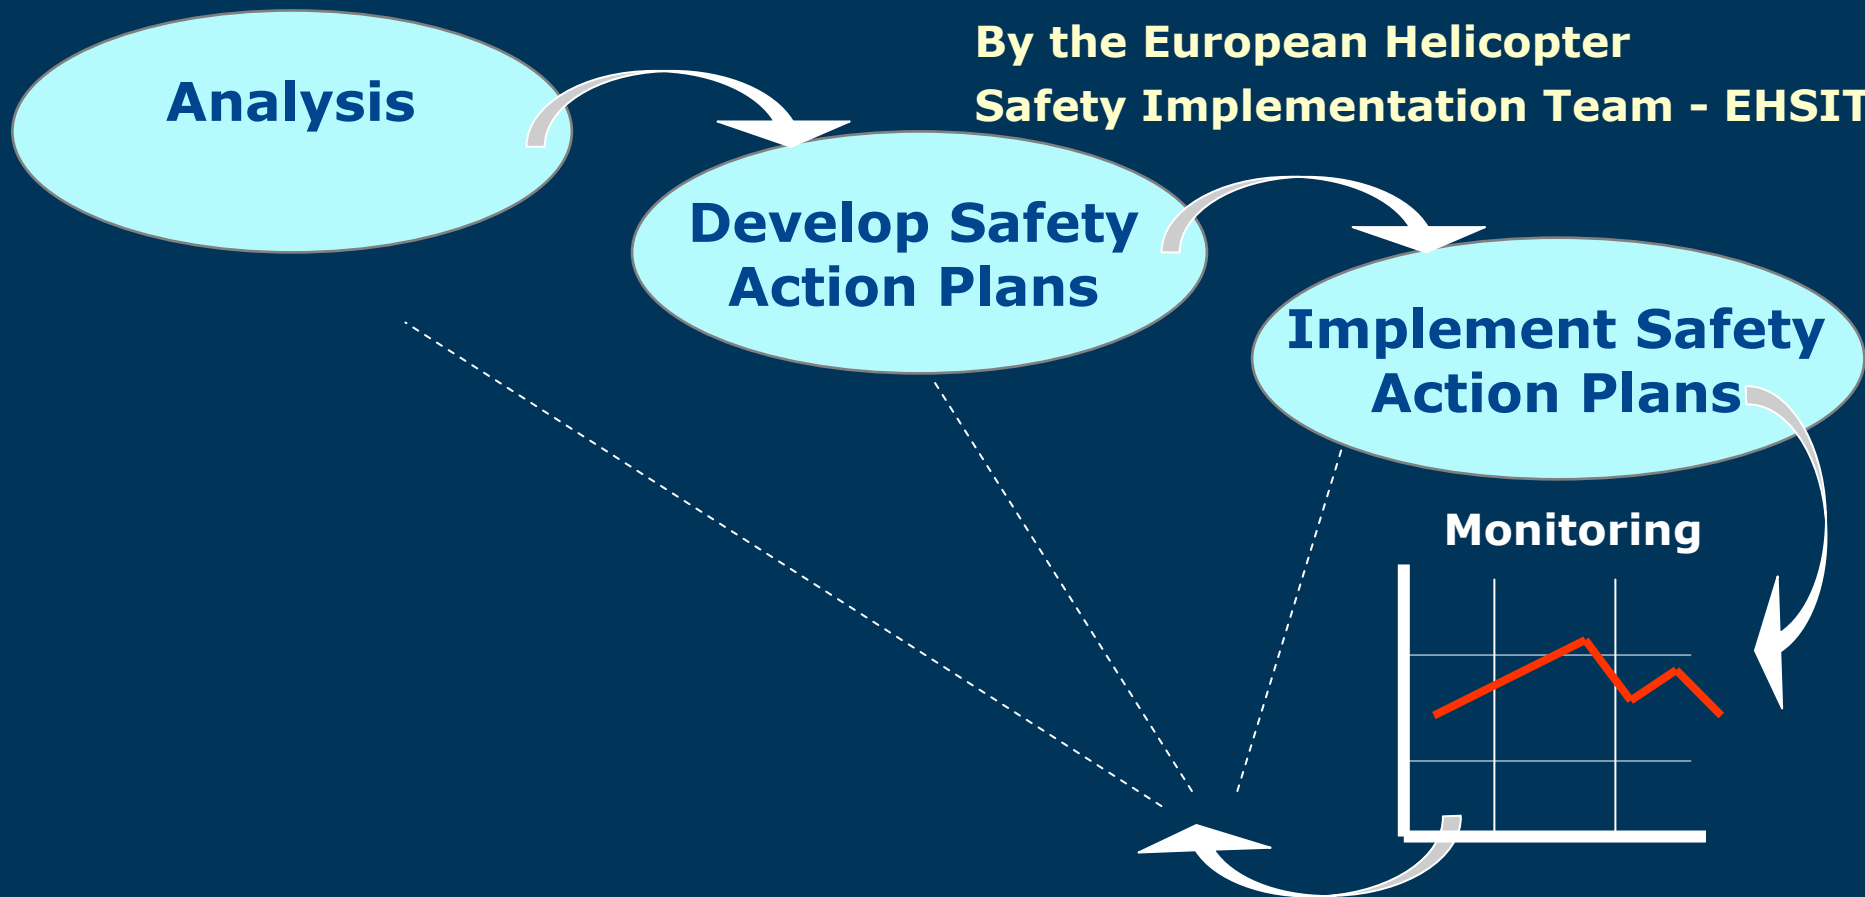 By the European Helicopter
Safety Implementation Team - EHSIT
Analysis
Develop Safety
Action Plans
Implement Safety
Action Plans
Monitoring